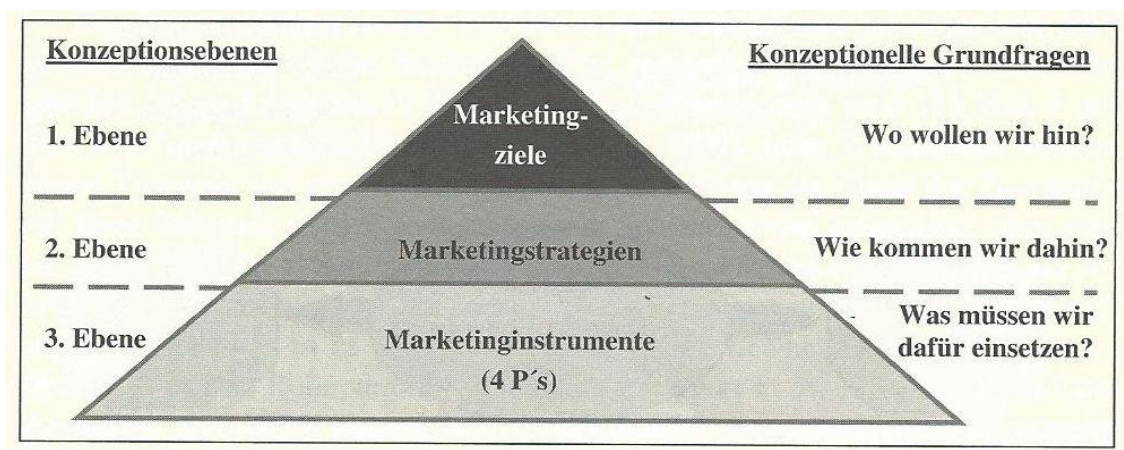 Konzeptionsebenen
Konzeptionelle Grundfragen
1. Ebene
Marketing-
ziele
Wo wollen wir hin?
2. Ebene
Marketingstrategien
Wie kommen wir dahin?
3. Ebene
Marketinginstrumente
(4 P´s)
Was müssen wir
dafür einsetzen?